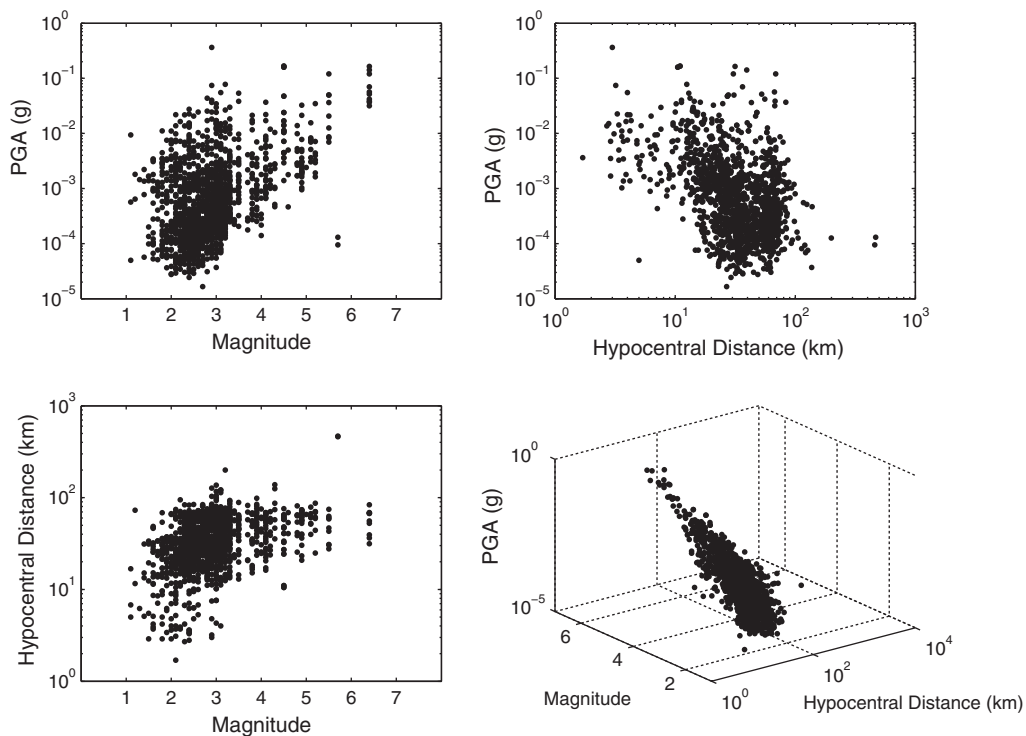 10^0
10^-1
10^-2
10^-3
10^-4
10^-5
PGA (g)
1 2 3 4 5 6 7
Magnitude
10^0
10^-1
10^-2
10^-3
10^-4
10^-5
PGA (g)
10^0 10^1 10^2 10^3
Hypocentral Distance (km)
10^3
10^2
10^1
10^0
Hypocentral Distance (km)
1 2 3 4 5 6 7
Magnitude
10^0
10^-5
PGA (g)
6
4
2
Magnitude
10^0
10^2
10^4
Hypocentral Distance (km)